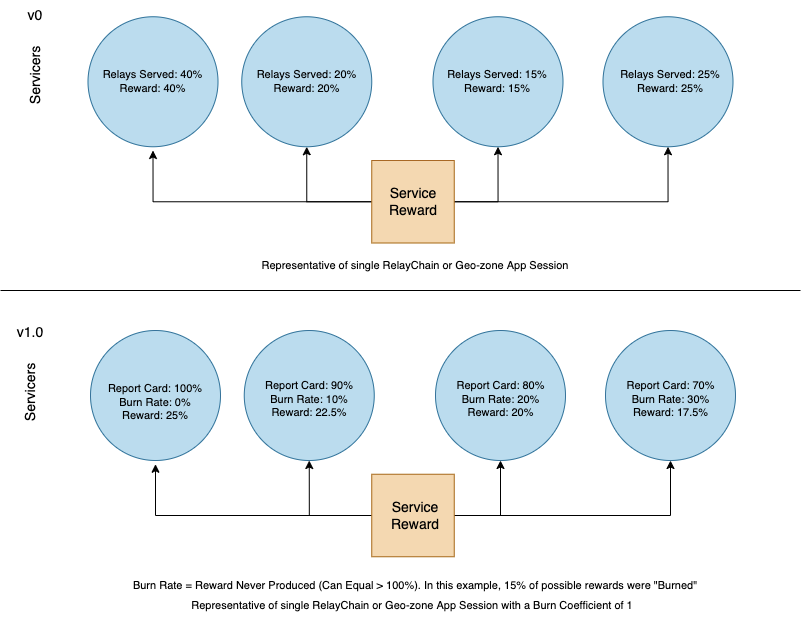 v0
Servicers
Relays Served: 40%
Reward: 40%
Relays Served: 20%
Reward: 20%
Relays Served: 15%
Reward: 15%
Relays Served: 25%
Reward: 25%
Service
Reward
Representative of single RelayChain or Geo-zone App Session
v1.0
Servicers
Report Card: 100%
Burn Rate: 0%
Reward: 25%
Report Card: 90%
Burn Rate: 10%
Reward: 22.5%
Report Card: 80%
Burn Rate: 20%
Reward: 20%
Report Card: 70%
Burn Rate: 30%
Reward: 17.5%
Service
Reward
Burn Rate = Reward Never Produced (Can Equal > 100%). In this example, 15% of possible rewards were "Burned"
Representative of single RelayChain or Geo-zone App Session with a Burn Coefficient of 1